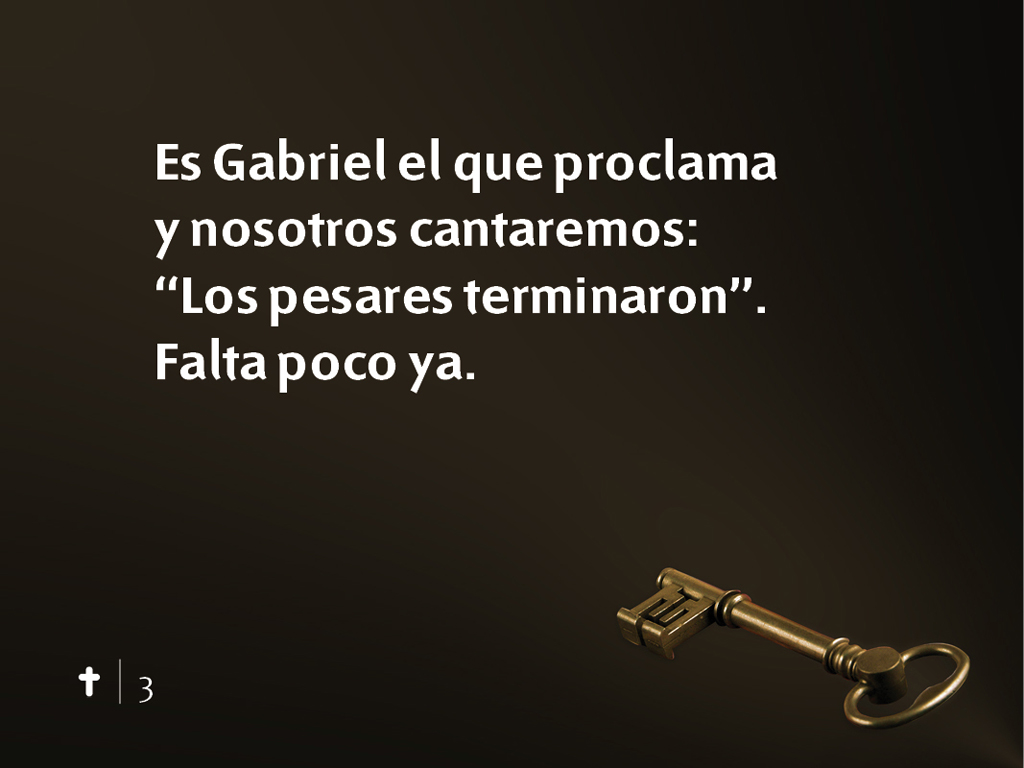 Es Gabriel el que proclama
y nosotros cantaremos:
“Los pesares terminaron”.
Falta poco ya.
3